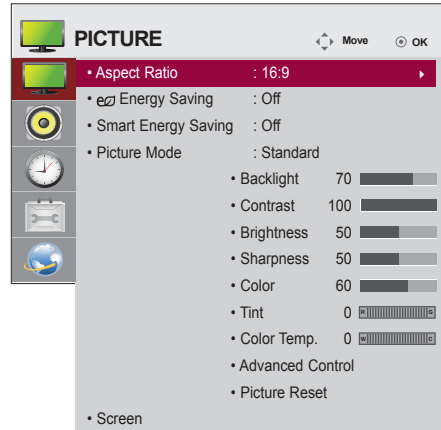 PICTURE Move OK
• Aspect Ratio : 16:9
• Energy Saving : Off
• Smart Energy Saving : Off
• Picture Mode : Standard
• Backlight 70
• Contrast 100
• Brightness 50
• Sharpness 50
• Color 60
• Tint 0 R G
• Color Temp. 0 W C
• Advanced Control
• Picture Reset
• Screen